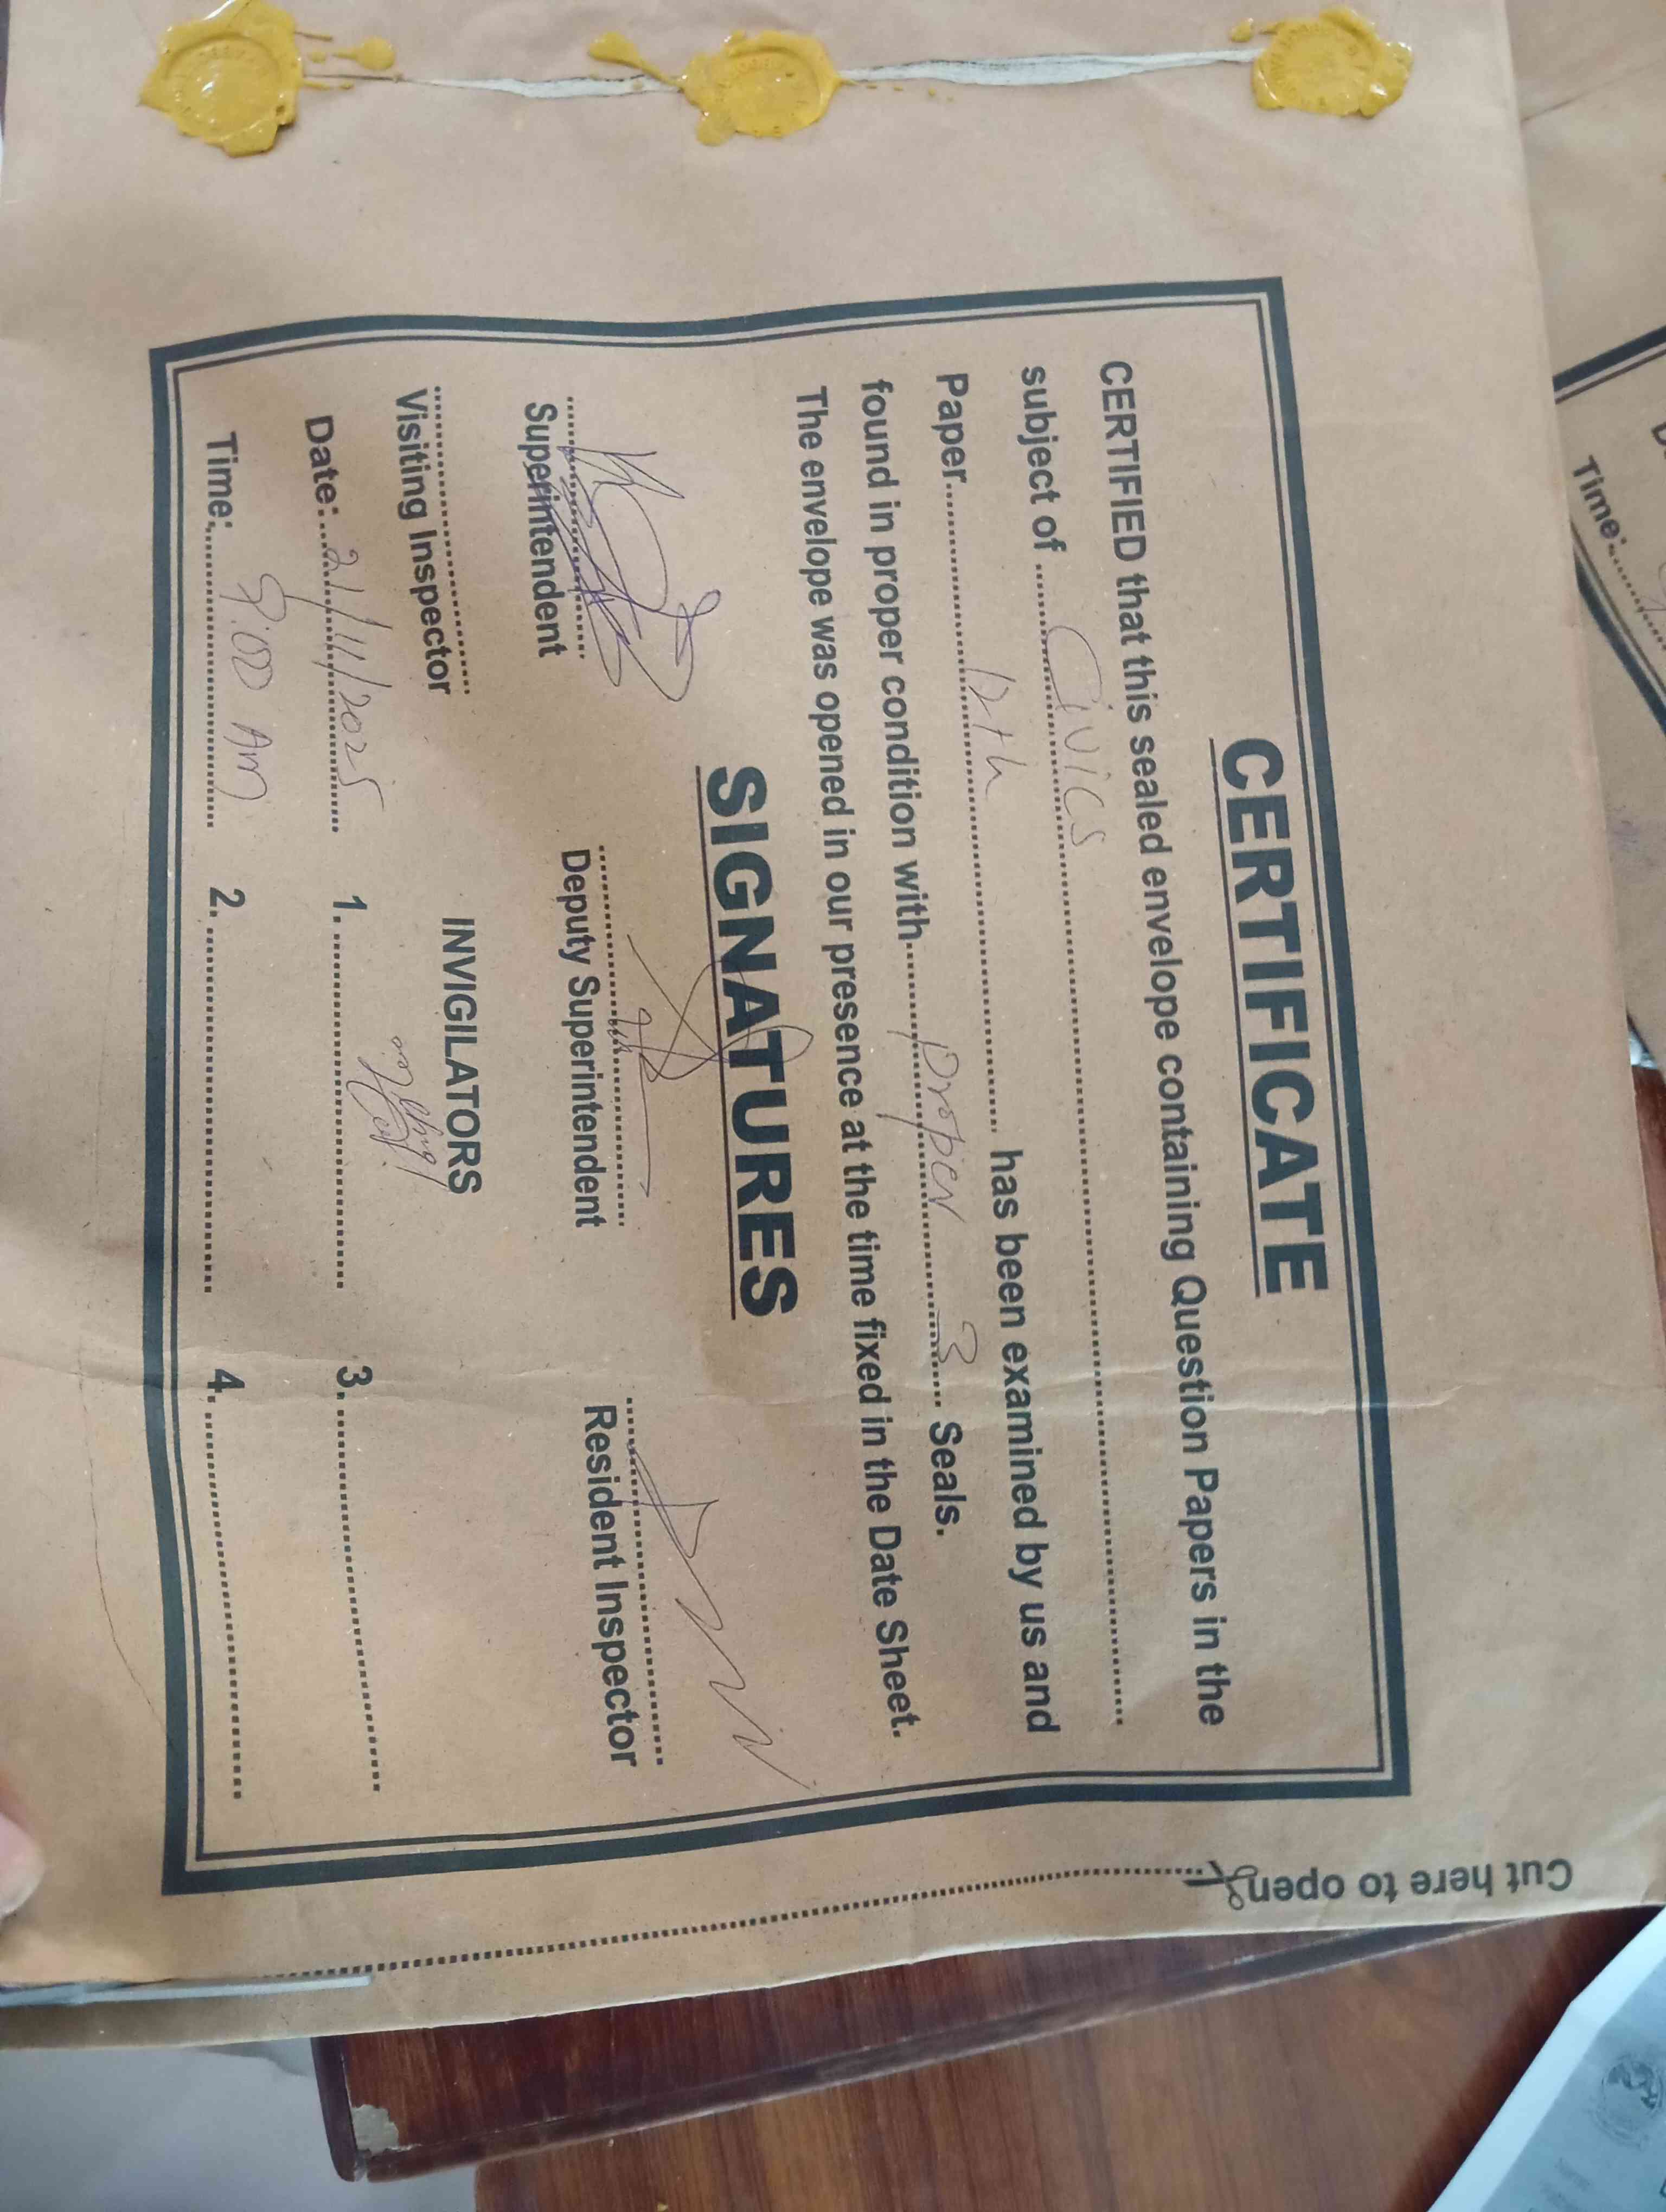 CERTIFICATE
CERTIFIED that this sealed envelope containing Question Papers in the
subject of ........ Civics ........
Paper........ 12th ........ has been examined by us and
found in proper condition with........ proper 3 ........ Seals.
The envelope was opened in our presence at the time fixed in the Date Sheet.
SIGNATURES
Superintendent Deputy Superintendent Resident Inspector
Visiting Inspector INVIGILATORS
Date:.... 21/11/2025 1. ........ 3. ........
Time:.... 9:00 Am 2. ........ 4. ........
Cut here to open
Time:........